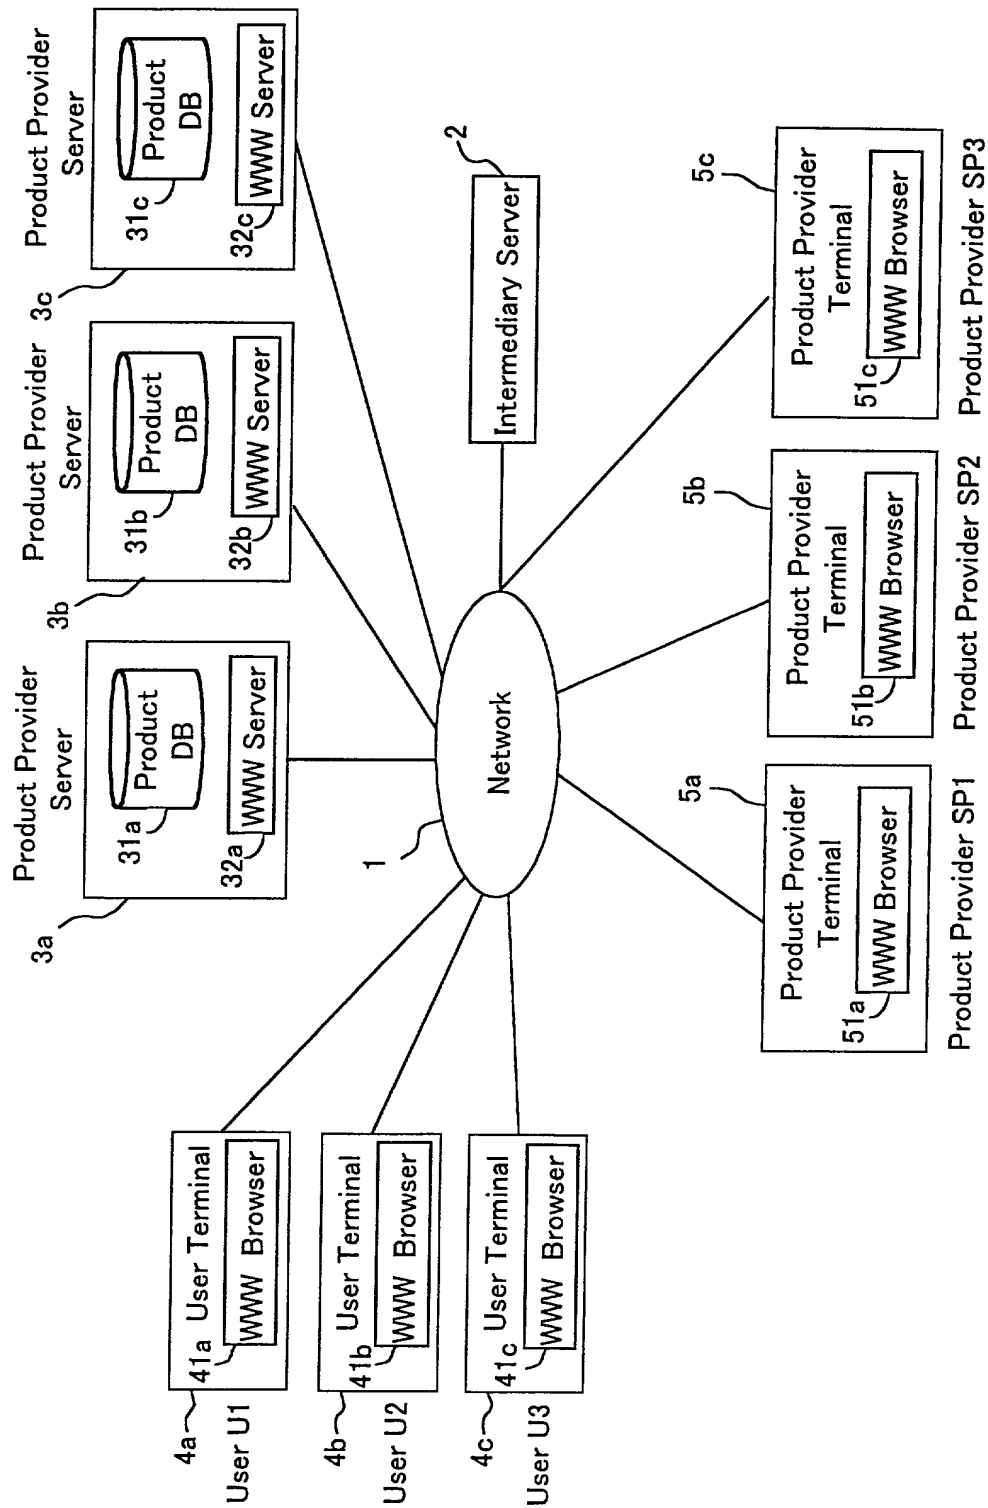 Product Provider
Server
3a
Product
DB
31a
WWW Server
32a
Product Provider
Server
3b
Product
DB
31b
WWW Server
32b
Product Provider
Server
3c
Product
DB
31c
WWW Server
32c
4a
User Terminal
41a
WWW Browser
User U1
4b
User Terminal
41b
WWW Browser
User U2
4c
User Terminal
41c
WWW Browser
User U3
1
Network
2
Intermediary Server
5a
Product Provider
Terminal
51a
WWW Browser
Product Provider SP1
5b
Product Provider
Terminal
51b
WWW Browser
Product Provider SP2
5c
Product Provider
Terminal
51c
WWW Browser
Product Provider SP3